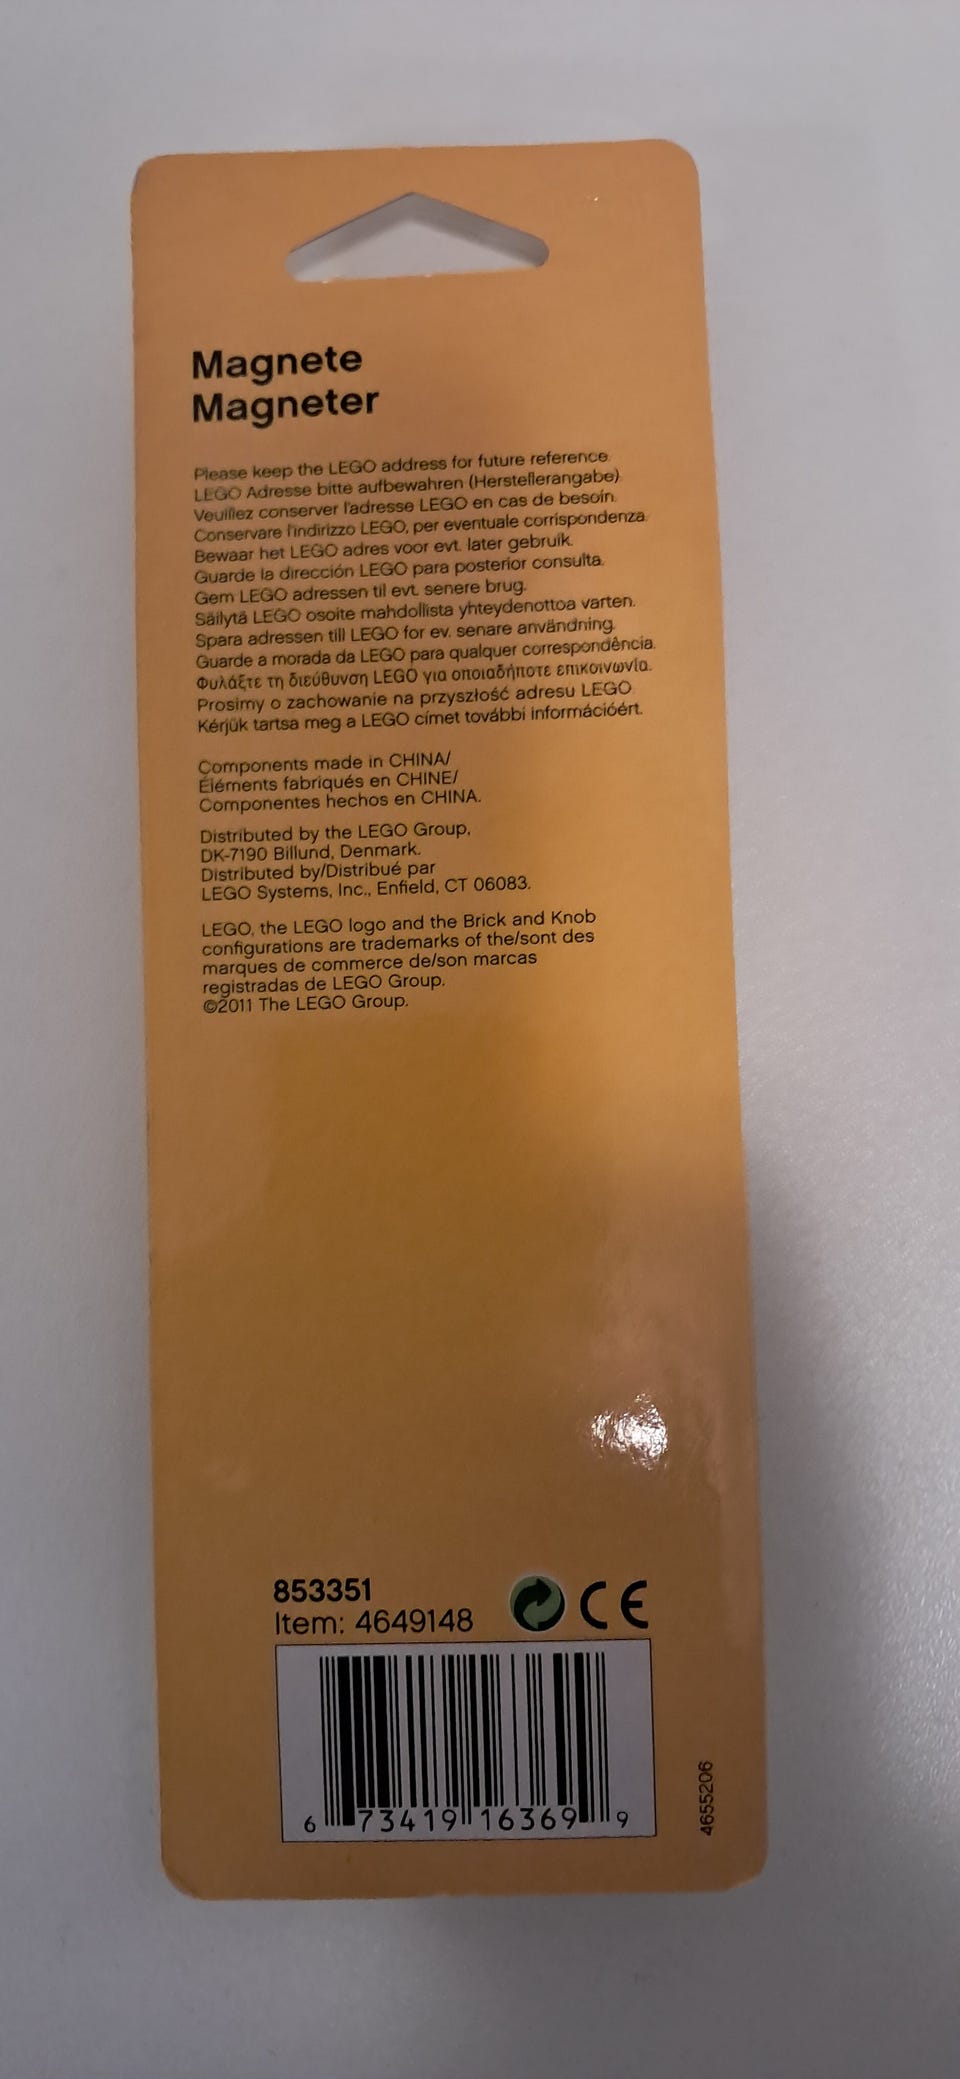 Magnete
Magneter
Please keep the LEGO address for future reference.
LEGO Adresse bitte aufbewahren (Herstellerangabe).
Veuillez conserver l'adresse LEGO en cas de besoin.
Conservare l'indirizzo LEGO, per eventuale corrispondenza.
Bewaar het LEGO adres voor evt. later gebruik.
Guarde la dirección LEGO para posterior consulta.
Gem LEGO adressen til evt. senere brug.
Säilytä LEGO osoite mahdollista yhteydenottoa varten.
Spara adressen till LEGO for ev. senare användning.
Guarde a morada da LEGO para qualquer correspondência.
Φυλάξτε τη διεύθυνση LEGO για οποιαδήποτε επικοινωνία.
Prosimy o zachowanie na przyszłość adresu LEGO.
Kérjük tartsa meg a LEGO címet további információért.
Components made in CHINA/
Éléments fabriqués en CHINE/
Componentes hechos en CHINA.
Distributed by the LEGO Group,
DK-7190 Billund, Denmark.
Distributed by/Distribué par
LEGO Systems, Inc., Enfield, CT 06083.
LEGO, the LEGO logo and the Brick and Knob
configurations are trademarks of the/sont des
marques de commerce de/son marcas
registradas de LEGO Group.
©2011 The LEGO Group.
853351
Item: 4649148
CE
6 73419 16369 9
4655206